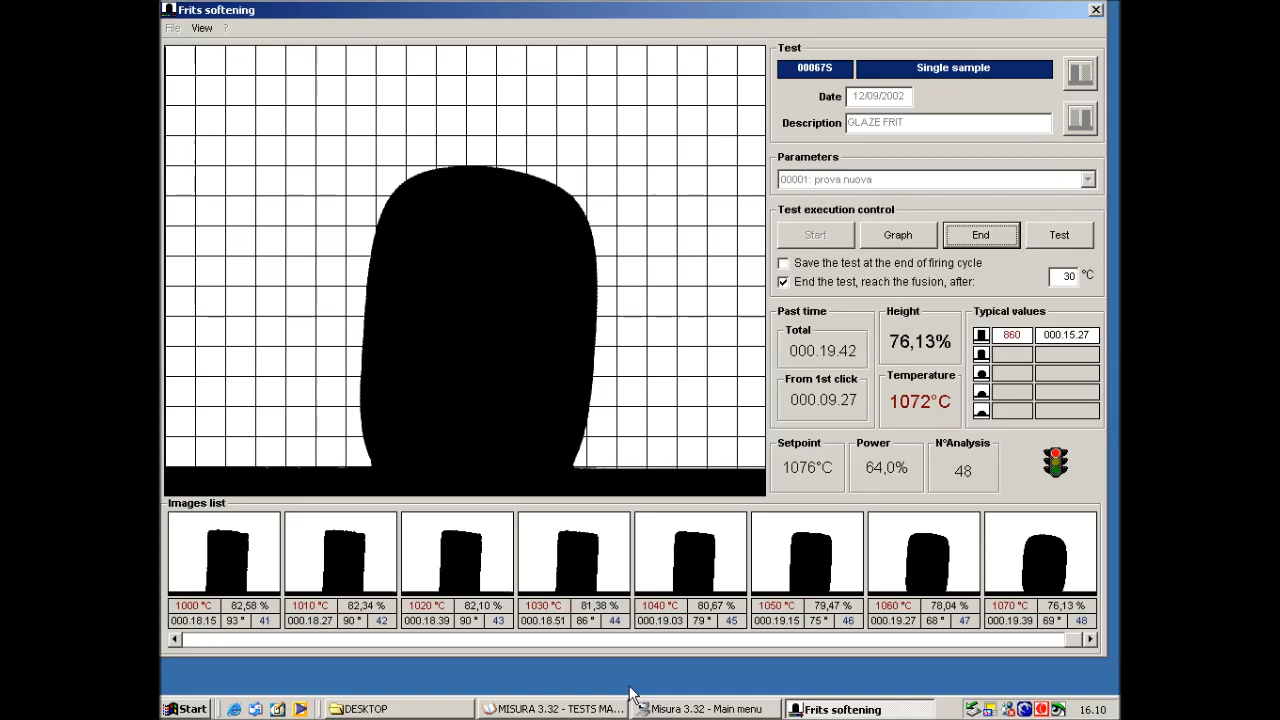 Frits softening
File View ?
Test
00067S Single sample
Date 12/09/2002
Description GLAZE FRIT
Parameters
00001: prova nuova
Test execution control
Start Graph End Test
Save the test at the end of firing cycle
End the test, reach the fusion, after: 30 °C
Past time Height Typical values
Total
000.19.42 76,13% 860 000.15.27
From 1st click Temperature
000.09.27 1072°C
Setpoint Power N°Analysis
1076°C 64,0% 48
Images list
1000 °C 82,58 % 1010 °C 82,34 % 1020 °C 82,10 % 1030 °C 81,38 % 1040 °C 80,67 % 1050 °C 79,47 % 1060 °C 78,04 % 1070 °C 76,13 %
000.18.15 93 ° 41 000.18.27 90 ° 42 000.18.39 90 ° 43 000.18.51 86 ° 44 000.19.03 79 ° 45 000.19.15 75 ° 46 000.19.27 68 ° 47 000.19.39 69 ° 48
Start DESKTOP MISURA 3.32 - TESTS MA... Misura 3.32 - Main menu Frits softening 16.10